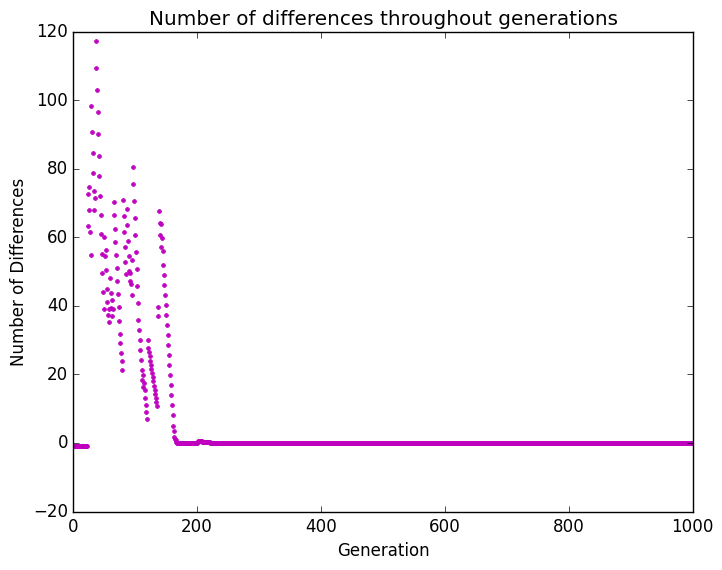 Number of differences throughout generations
Number of Differences
120
100
80
60
40
20
0
−20
0 200 400 600 800 1000
Generation